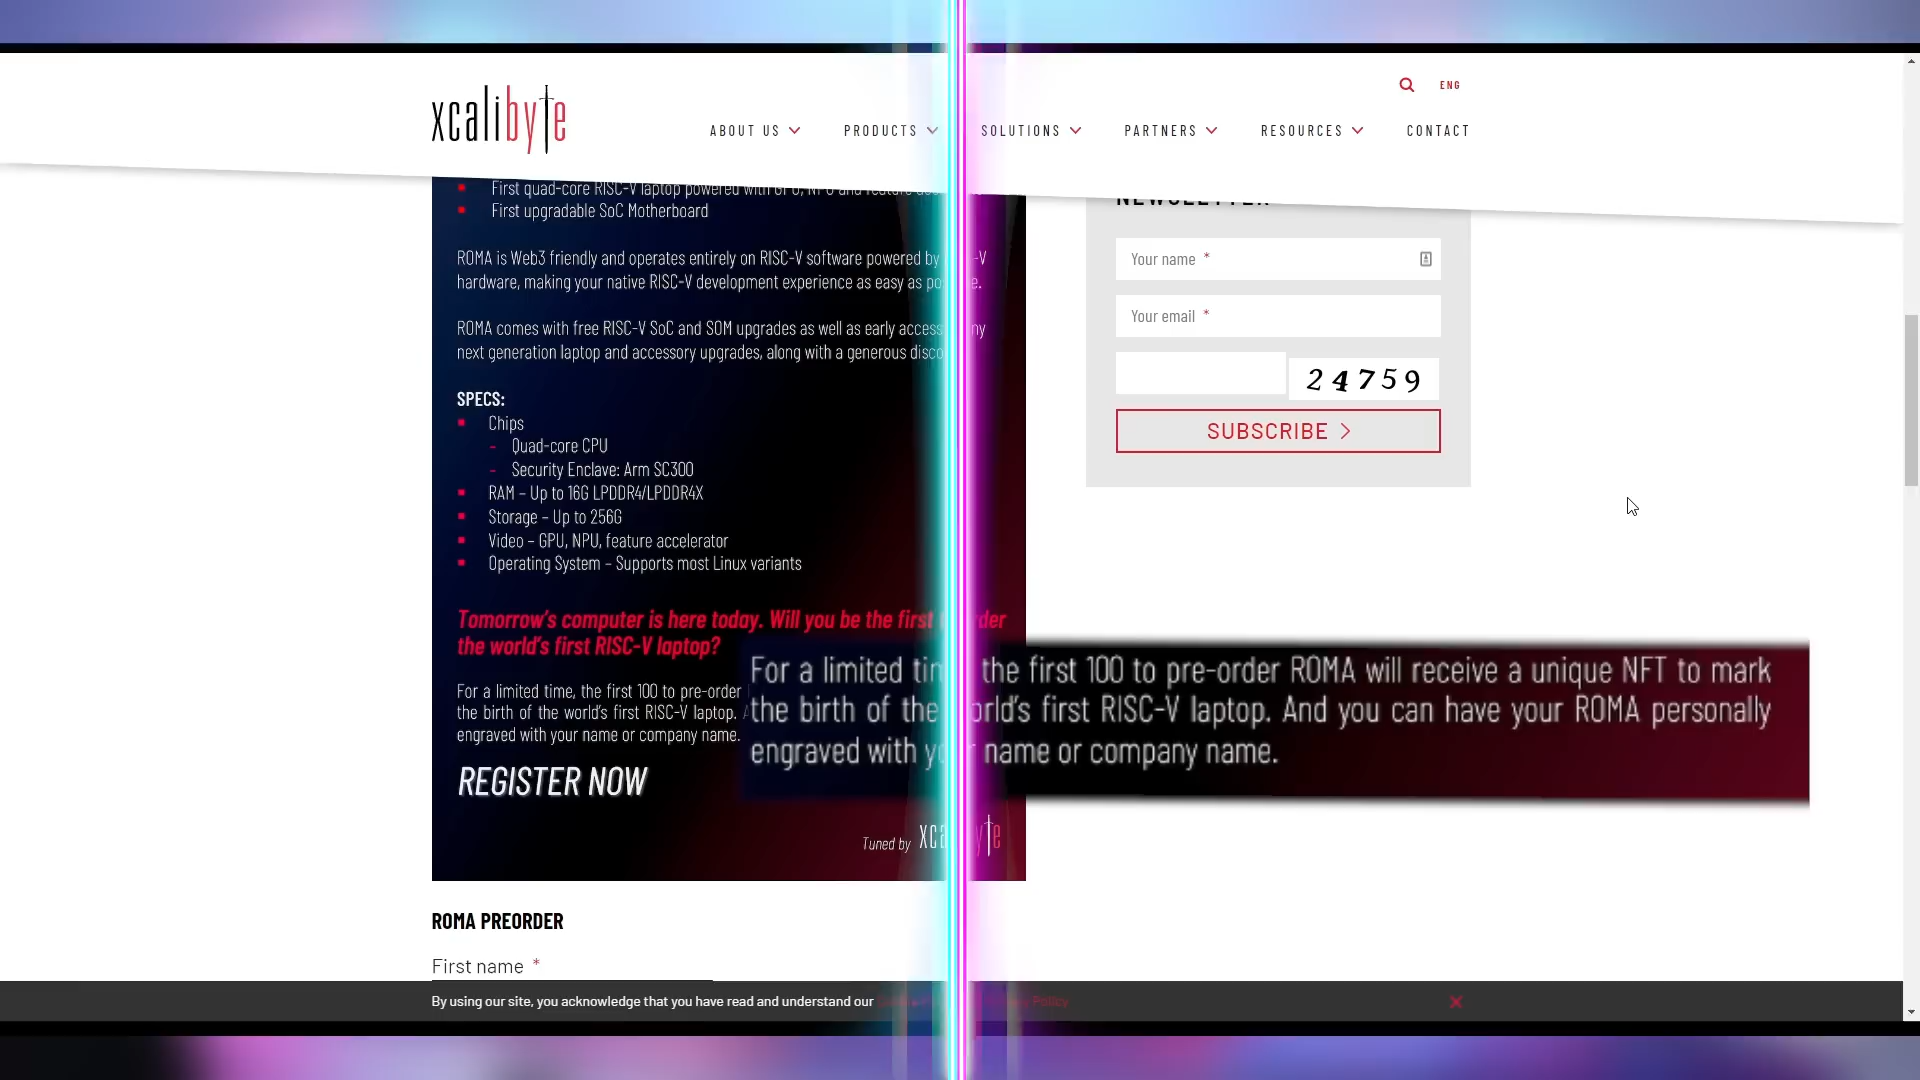 ENG
xcalibyte
ABOUT US
PRODUCTS
SOLUTIONS
PARTNERS
RESOURCES
CONTACT
First quad-core RISC-V laptop powered with GPU, NPU and feature
First upgradable SoC Motherboard
ROMA is Web3 friendly and operates entirely on RISC-V software powered by
hardware, making your native RISC-V development experience as easy as
ROMA comes with free RISC-V SoC and SOM upgrades as well as early access
next generation laptop and accessory upgrades, along with a generous
SPECS:
Chips
- Quad-core CPU
- Security Enclave: Arm SC300
RAM – Up to 16G LPDDR4/LPDDR4X
Storage – Up to 256G
Video – GPU, NPU, feature accelerator
Operating System – Supports most Linux variants
Tomorrow's computer is here today. Will you be the first
the world's first RISC-V laptop?
For a limited time, the first 100 to pre-order
the birth of the world's first RISC-V laptop.
engraved with your name or company name.
For a limited the first 100 to pre-order ROMA will receive a unique NFT to mark
the birth of the first RISC-V laptop. And you can have your ROMA personally
engraved with name or company name.
REGISTER NOW
Tuned by
NEWSLETTER
Your name *
Your email *
24759
SUBSCRIBE
ROMA PREORDER
First name *
By using our site, you acknowledge that you have read and understand our
Policy